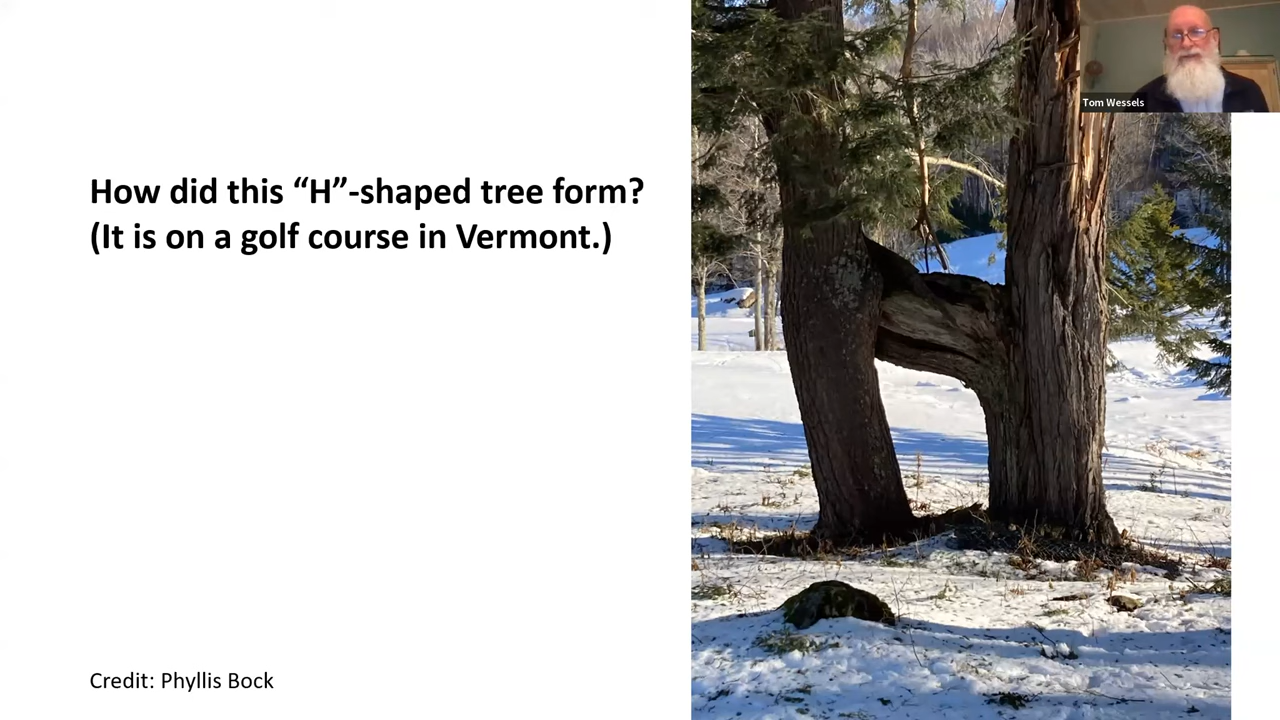 Tom Wessels
How did this “H”-shaped tree form?
(It is on a golf course in Vermont.)
Credit: Phyllis Bock